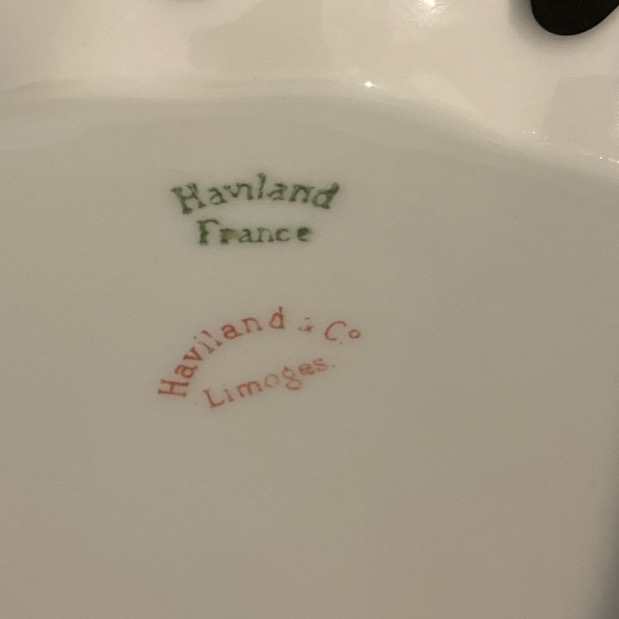 Haviland
France
Haviland & Co
Limoges.